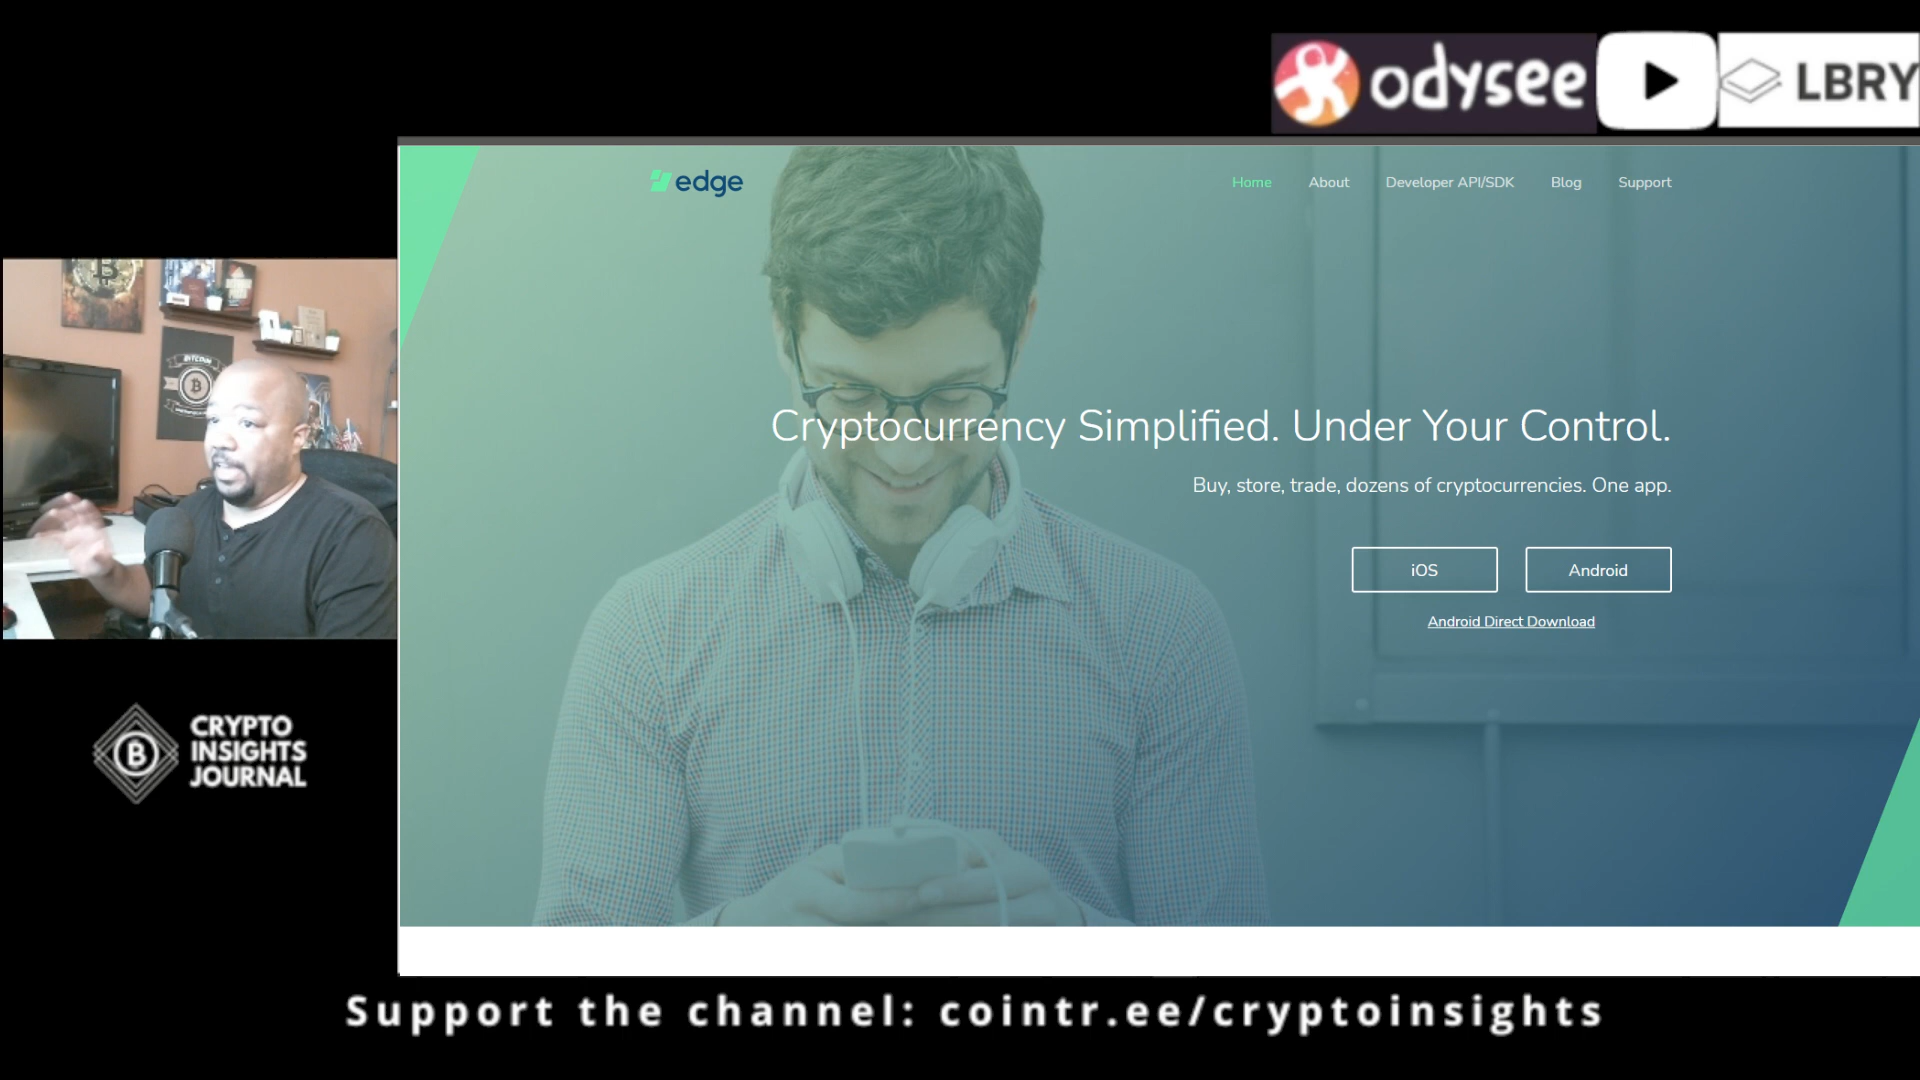 odysee
LBRY
edge
Home
About
Developer API/SDK
Blog
Support
BITCOIN
Cryptocurrency Simplified. Under Your Control.
Buy, store, trade, dozens of cryptocurrencies. One app.
iOS
Android
Android Direct Download
CRYPTO
INSIGHTS
JOURNAL
Support the channel: cointr.ee/cryptoinsights